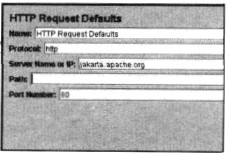 HTTP Request Defaults
Name: HTTP Request Defaults
Protocol: http
Server Name or IP: jakarta.apache.org
Path:
Port Number: 80